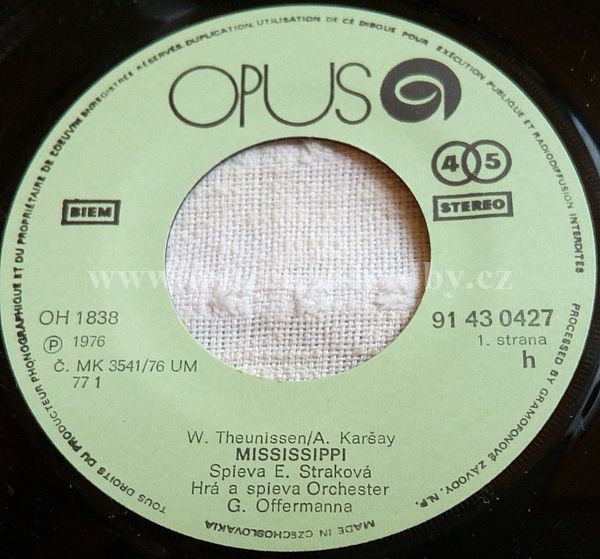 TOUS DROITS DU PRODUCTEUR PHONOGRAPHIQUE ET DU PROPRIÉTAIRE DE L'OEUVRE ENREGISTRÉE RÉSERVÉS. DUPLICATION, UTILISATION DE CE DISQUE POUR EXÉCUTION PUBLIQUE ET RADIODIFFUSION INTERDITES
OPUS
45
BIEM
STEREO
OH 1838
91 43 0427
P 1976
1. strana
Č. MK 3541/76 UM
h
77 1
W. Theunissen/A. Karšay
MISSISSIPPI
Spieva E. Straková
Hrá a spieva Orchester
G. Offermanna
MADE IN CZECHOSLOVAKIA
PROCESSED BY GRAMOFONOVÉ ZÁVODY, N.P.